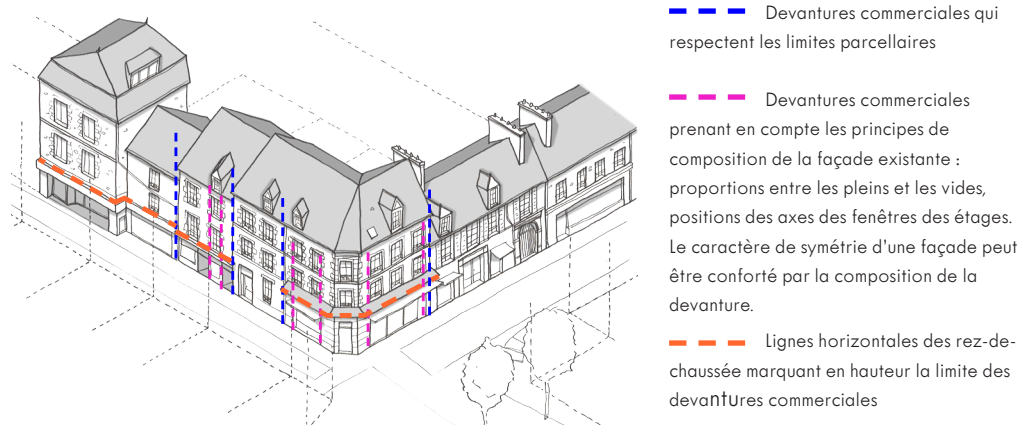 Devantures commerciales qui
respectent les limites parcellaires
Devantures commerciales
prenant en compte les principes de
composition de la façade existante :
proportions entre les pleins et les vides,
positions des axes des fenêtres des étages.
Le caractère de symétrie d'une façade peut
être conforté par la composition de la
devanture.
Lignes horizontales des rez-de-
chaussée marquant en hauteur la limite des
devantures commerciales